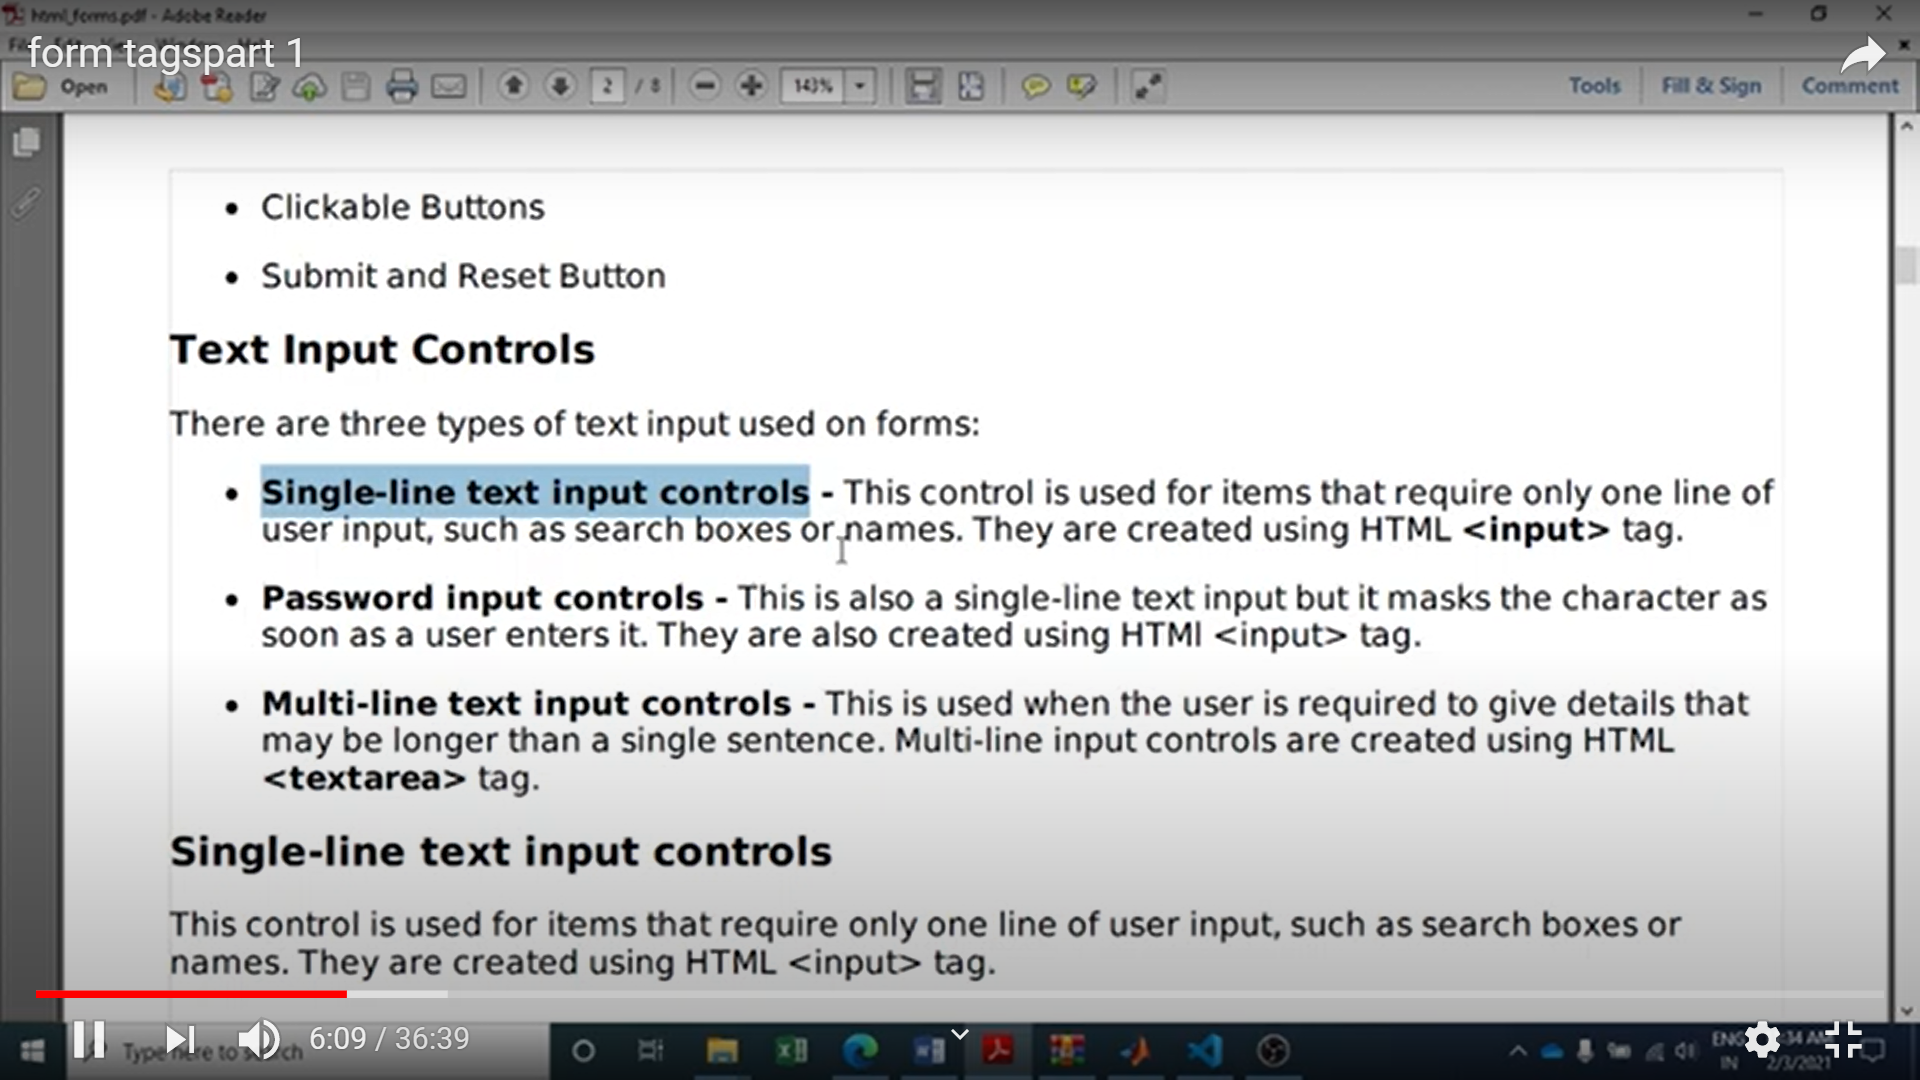 html_forms.pdf - Adobe Reader
form tagspart 1
Open
2 / 8
143%
Tools
Fill & Sign
Comment
• Clickable Buttons
• Submit and Reset Button
Text Input Controls
There are three types of text input used on forms:
• Single-line text input controls - This control is used for items that require only one line of
user input, such as search boxes or names. They are created using HTML <input> tag.
• Password input controls - This is also a single-line text input but it masks the character as
soon as a user enters it. They are also created using HTMl <input> tag.
• Multi-line text input controls - This is used when the user is required to give details that
may be longer than a single sentence. Multi-line input controls are created using HTML
<textarea> tag.
Single-line text input controls
This control is used for items that require only one line of user input, such as search boxes or
names. They are created using HTML <input> tag.
6:09 / 36:39
Type here to search
ENG
IN
2/3/2021